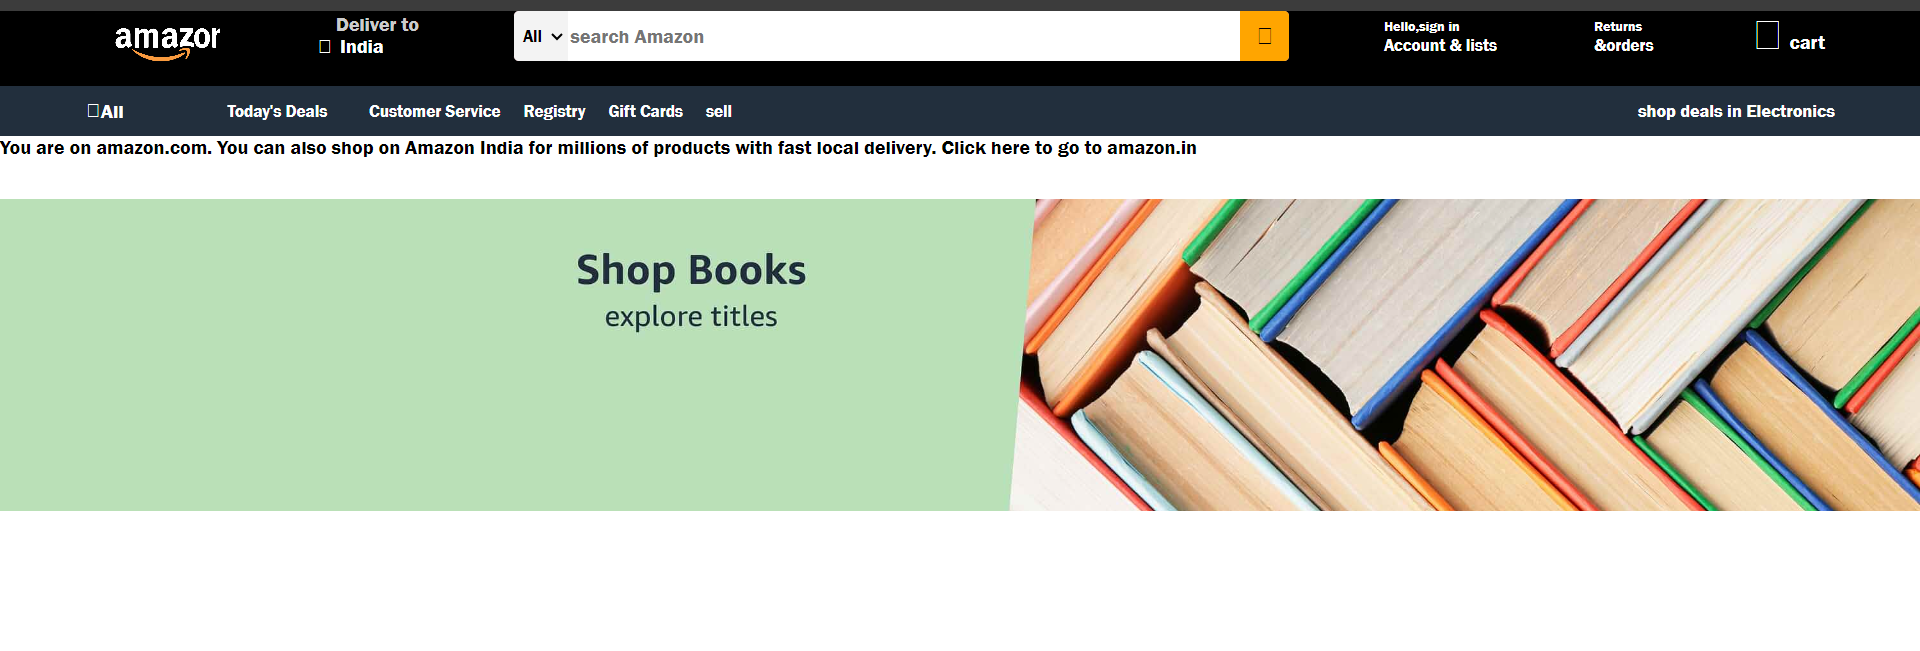 amazor
Deliver to
India
All
search Amazon
Hello,sign in
Account & lists
Returns
&orders
cart
All
Today's Deals
Customer Service
Registry
Gift Cards
sell
shop deals in Electronics
You are on amazon.com. You can also shop on Amazon India for millions of products with fast local delivery. Click here to go to amazon.in
Shop Books
explore titles